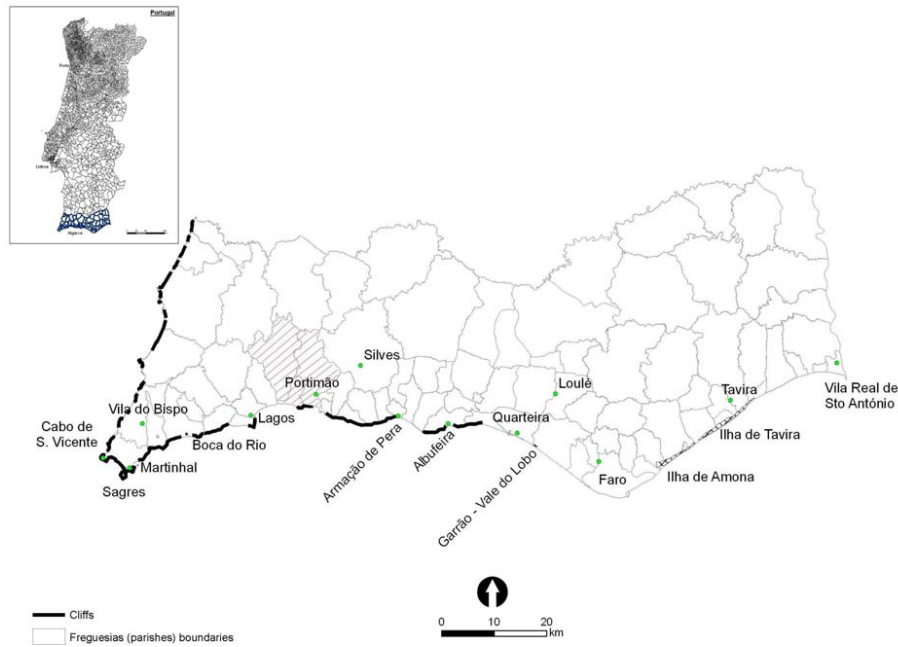 Portugal
Lisboa
Algarve
Silves
Portimão
Loulé
Tavira
Vila Real de
Sto António
Vila do Bispo
Lagos
Quarteira
Ilha de Tavira
Cabo de
S. Vicente
Boca do Rio
Armação de Pera
Albufeira
Martinhal
Garrão - Vale do Lobo
Faro
Ilha de Amona
Sagres
Cliffs
Freguesias (parishes) boundaries
0 10 20
km